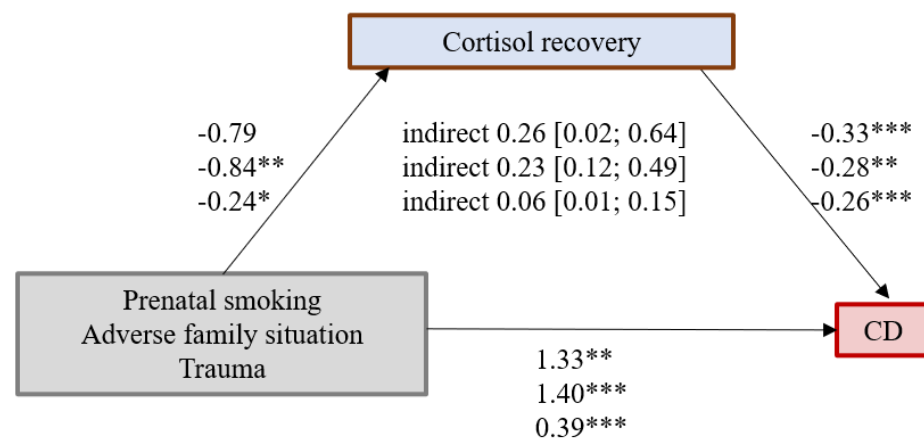 Cortisol recovery
-0.79
-0.84**
-0.24*
indirect 0.26 [0.02; 0.64]
indirect 0.23 [0.12; 0.49]
indirect 0.06 [0.01; 0.15]
-0.33***
-0.28**
-0.26***
Prenatal smoking
Adverse family situation
Trauma
CD
1.33**
1.40***
0.39***